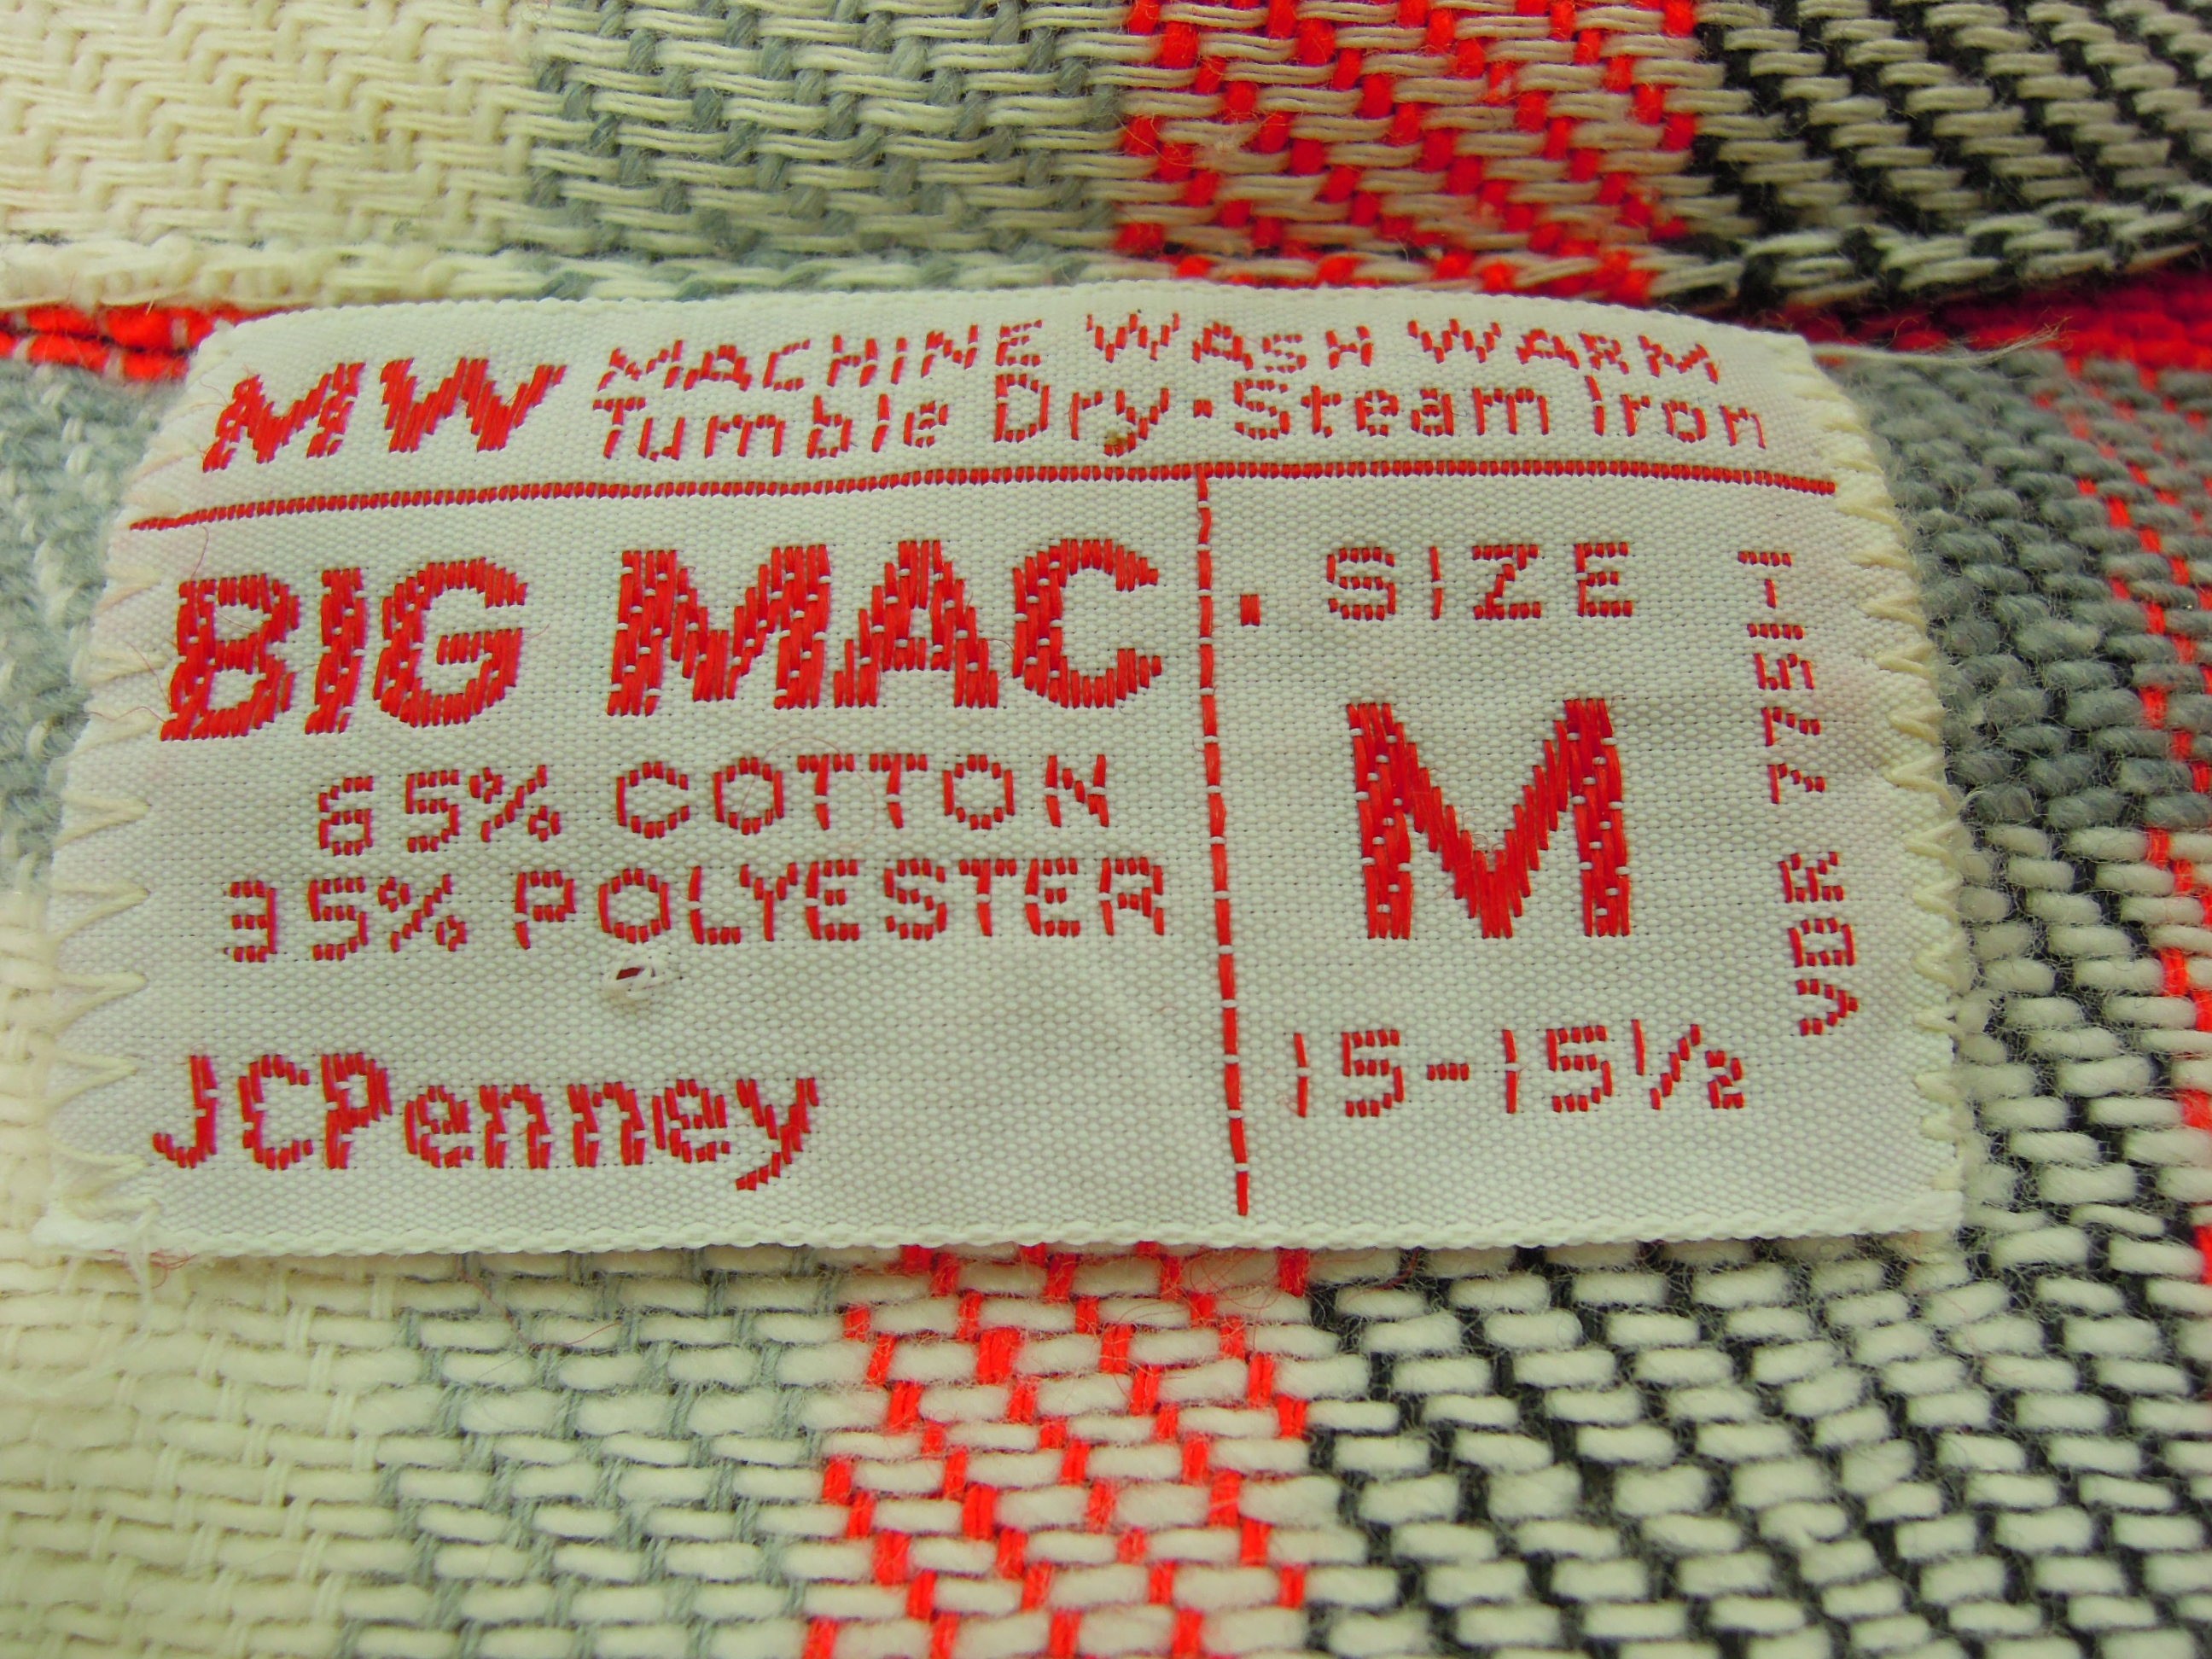 MW MACHINE WASH WARM
Tumble Dry·Steam Iron
BIG MAC
65% COTTON
35% POLYESTER
JCPenney
. SIZE
M
15-15½